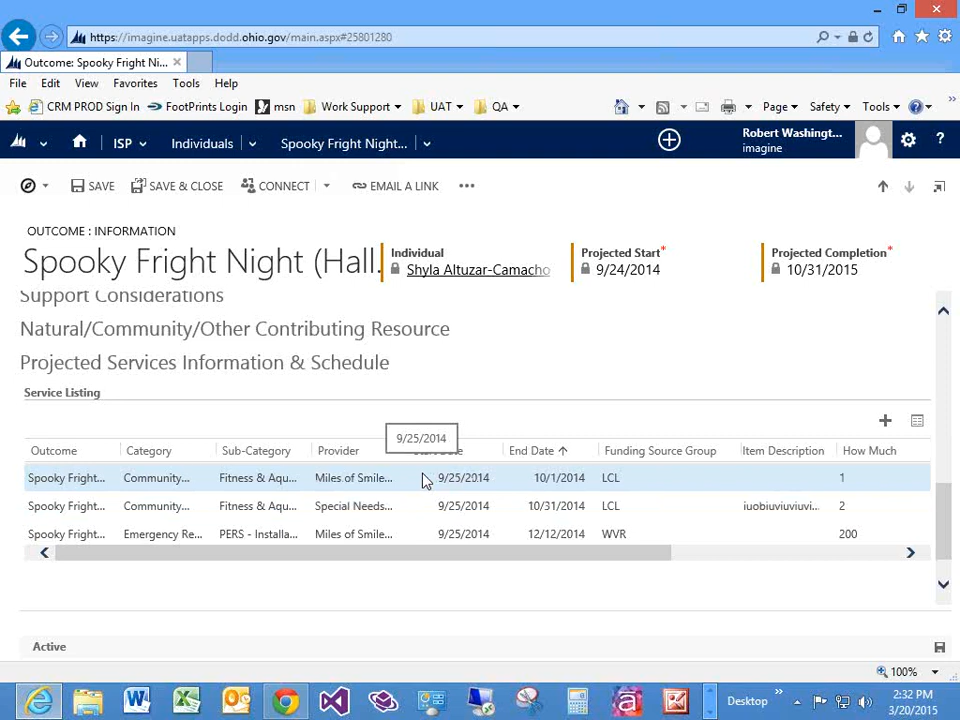 https://imagine.uatapps.dodd.ohio.gov/main.aspx#25801280
Outcome: Spooky Fright Ni...
File Edit View Favorites Tools Help
CRM PROD Sign In FootPrints Login msn Work Support UAT QA Page Safety Tools
ISP Individuals Spooky Fright Night... Robert Washingt...
imagine
SAVE SAVE & CLOSE CONNECT EMAIL A LINK
OUTCOME : INFORMATION
Spooky Fright Night (Hall.
Individual
Shyla Altuzar-Camacho
Projected Start*
9/24/2014
Projected Completion*
10/31/2015
Support Considerations
Natural/Community/Other Contributing Resource
Projected Services Information & Schedule
Service Listing
9/25/2014
Outcome Category Sub-Category Provider Start Date End Date Funding Source Group Item Description How Much
Spooky Fright... Community... Fitness & Aqu... Miles of Smile... 9/25/2014 10/1/2014 LCL 1
Spooky Fright... Community... Fitness & Aqu... Special Needs... 9/25/2014 10/31/2014 LCL iuobiuviuviuvi... 2
Spooky Fright... Emergency Re... PERS - Installa... Miles of Smile... 9/25/2014 12/12/2014 WVR 200
Active
100%
Desktop
2:32 PM
3/20/2015